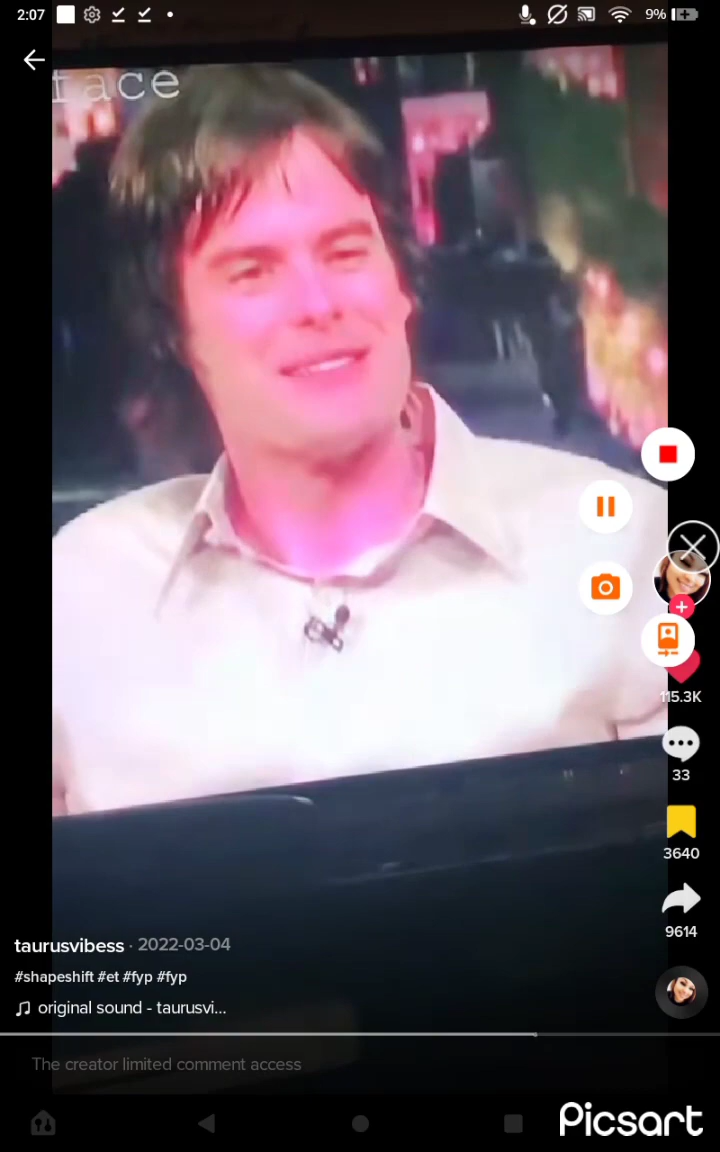 2:07
9%
face
115.3K
33
3640
9614
taurusvibess · 2022-03-04
#shapeshift #et #fyp #fyp
original sound - taurusvi...
The creator limited comment access
Picsart